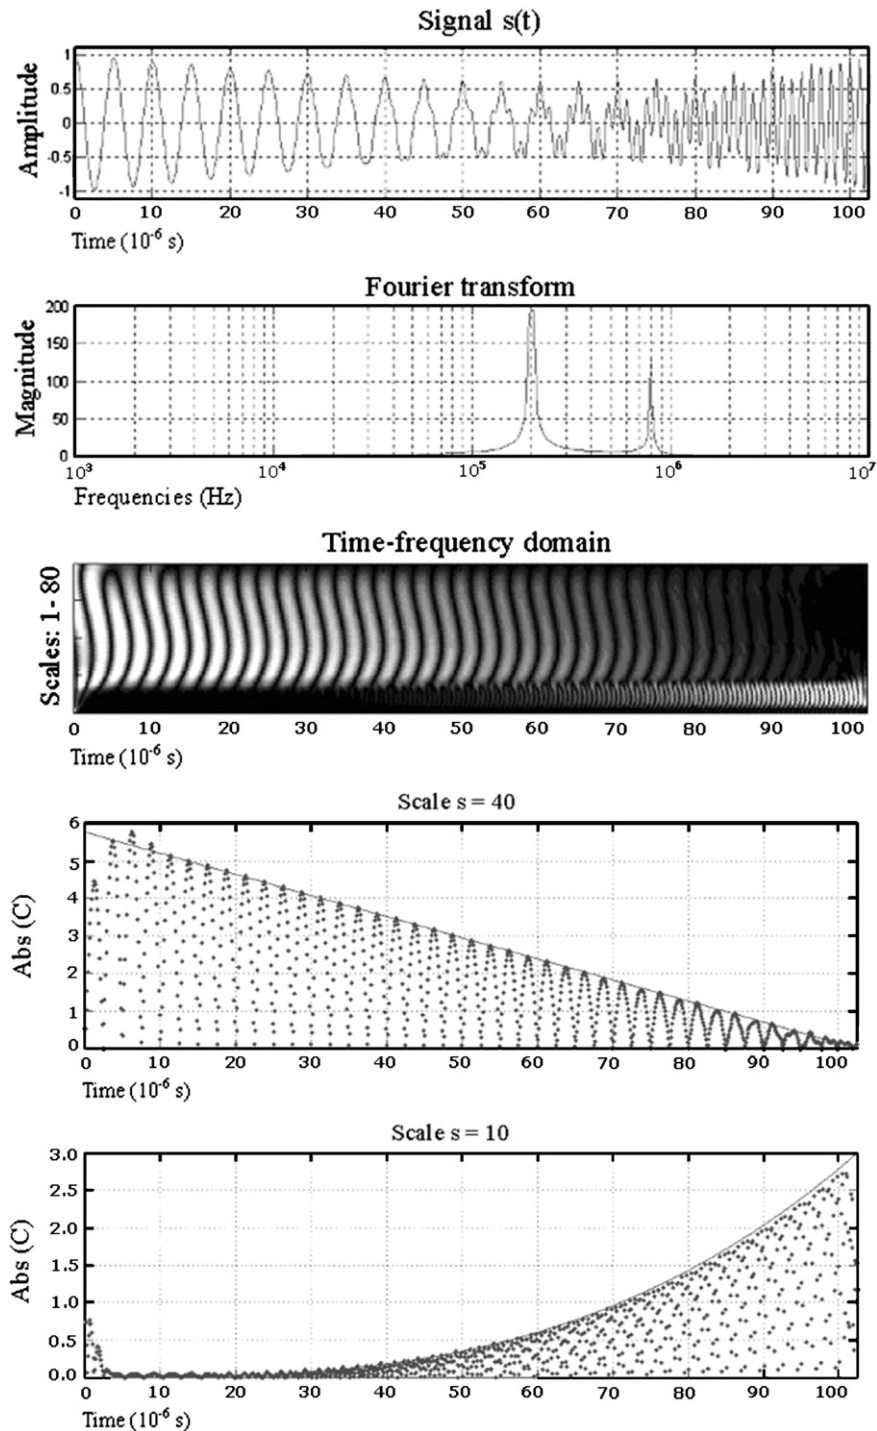 Signal s(t)
Amplitude
1
0.5
0
-0.5
-1
0 10 20 30 40 50 60 70 80 90 100
Time (10-6 s)
Fourier transform
Magnitude
200
150
100
50
0
10³ 10⁴ 10⁵ 10⁶ 10⁷
Frequencies (Hz)
Time-frequency domain
Scales: 1 - 80
0 10 20 30 40 50 60 70 80 90 100
Time (10-6 s)
Scale s = 40
Abs (C)
6
5
4
3
2
1
0
0 10 20 30 40 50 60 70 80 90 100
Time (10-6 s)
Scale s = 10
Abs (C)
3.0
2.5
2.0
1.5
1.0
0.5
0.0
0 10 20 30 40 50 60 70 80 90 100
Time (10-6 s)